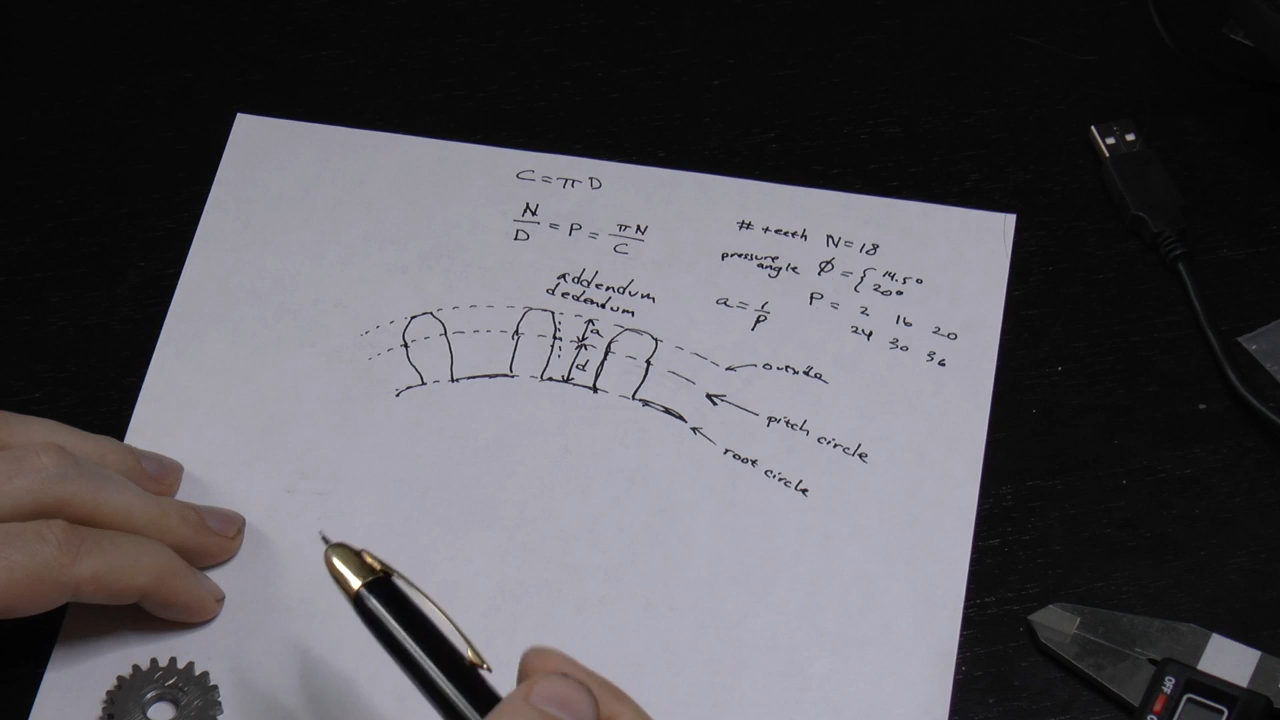 C = π D
N/D = P = πN/C
# teeth N = 18
pressure angle ϕ = { 14.5° 20°
a = 1/P
P = 2 16 20
24 30 36
addendum
dedendum
a
d
outside
pitch circle
root circle
OFF